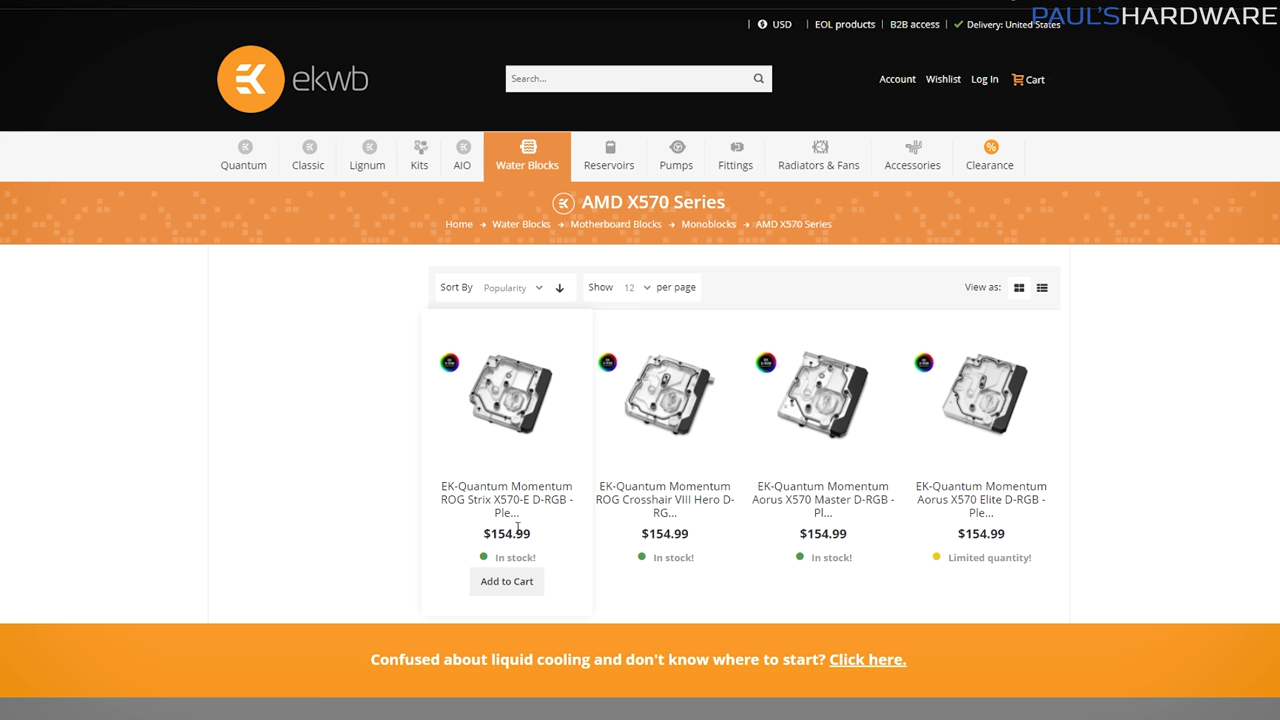 PAUL'SHARDWARE
USD
EOL products
B2B access
Delivery: United States
ekwb
Search...
Account
Wishlist
Log In
Cart
Quantum
Classic
Lignum
Kits
AIO
Water Blocks
Reservoirs
Pumps
Fittings
Radiators & Fans
Accessories
%
Clearance
AMD X570 Series
Home → Water Blocks → Motherboard Blocks → Monoblocks → AMD X570 Series
Sort By Popularity
Show 12 per page
View as:
EK-Quantum Momentum
ROG Strix X570-E D-RGB -
Ple...
$154.99
In stock!
Add to Cart
EK-Quantum Momentum
ROG Crosshair VIII Hero D-
RG...
$154.99
In stock!
EK-Quantum Momentum
Aorus X570 Master D-RGB -
Pl...
$154.99
In stock!
EK-Quantum Momentum
Aorus X570 Elite D-RGB -
Ple...
$154.99
Limited quantity!
Confused about liquid cooling and don't know where to start? Click here.